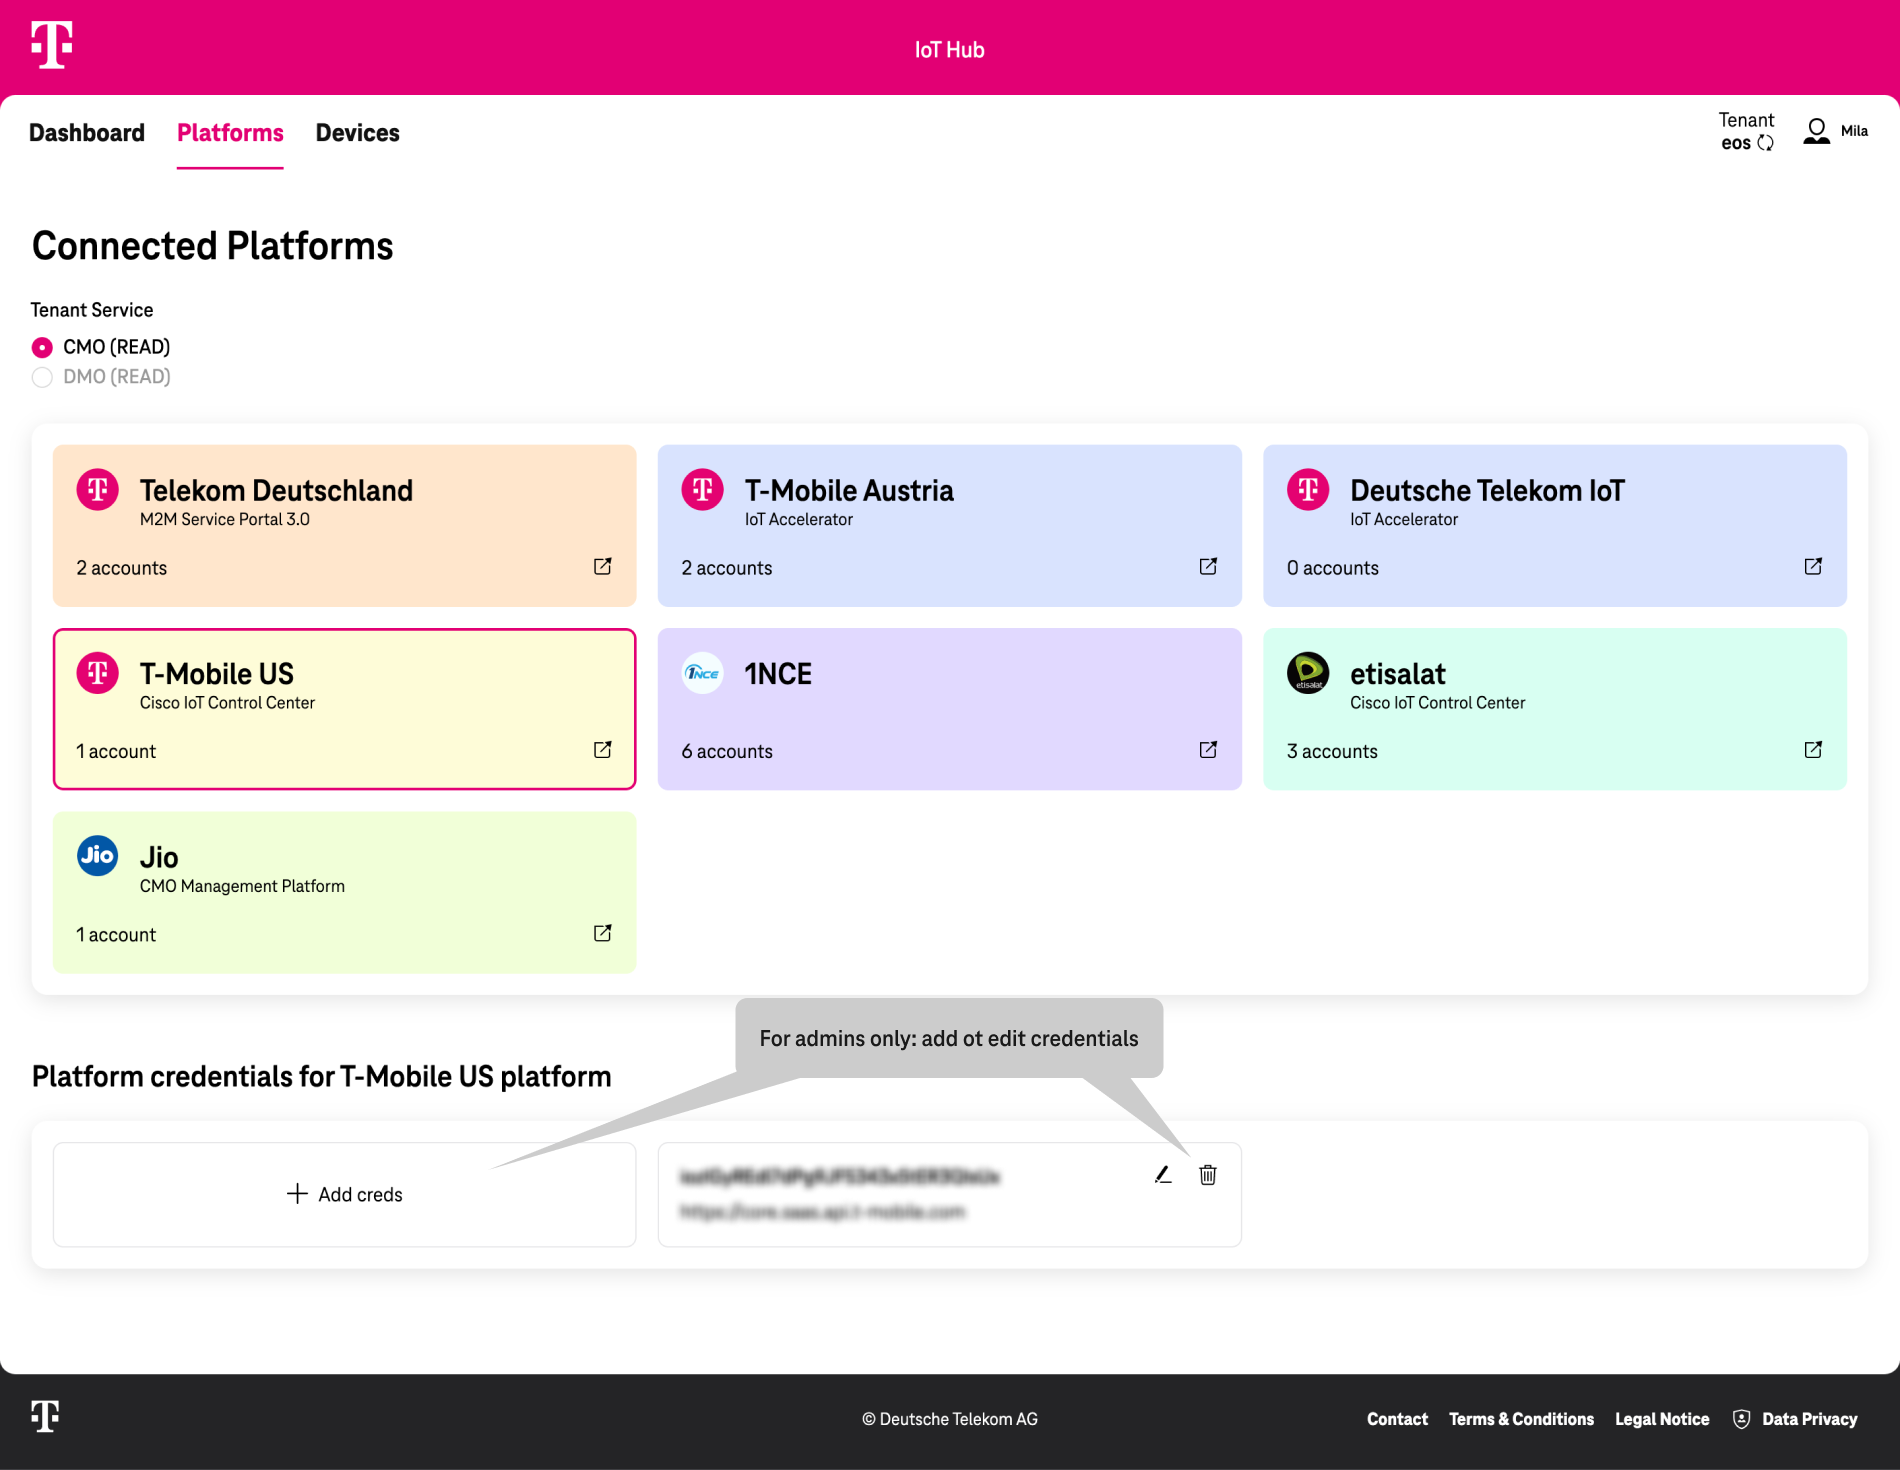 IoT Hub
Dashboard Platforms Devices
Tenant
eos
Mila
Connected Platforms
Tenant Service
CMO (READ)
DMO (READ)
Telekom Deutschland
M2M Service Portal 3.0
2 accounts
T-Mobile Austria
IoT Accelerator
2 accounts
Deutsche Telekom IoT
IoT Accelerator
0 accounts
T-Mobile US
Cisco IoT Control Center
1 account
1NCE
1NCE
6 accounts
etisalat
etisalat
Cisco IoT Control Center
3 accounts
Jio
Jio
CMO Management Platform
1 account
For admins only: add ot edit credentials
Platform credentials for T-Mobile US platform
Add creds
© Deutsche Telekom AG
Contact Terms & Conditions Legal Notice Data Privacy